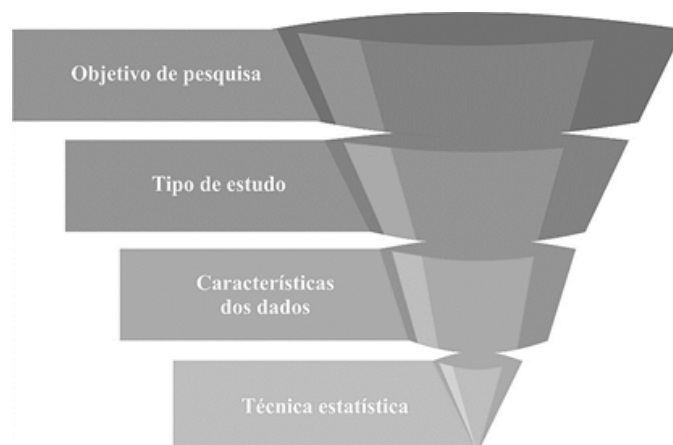 Objetivo de pesquisa
Tipo de estudo
Características
dos dados
Técnica estatística